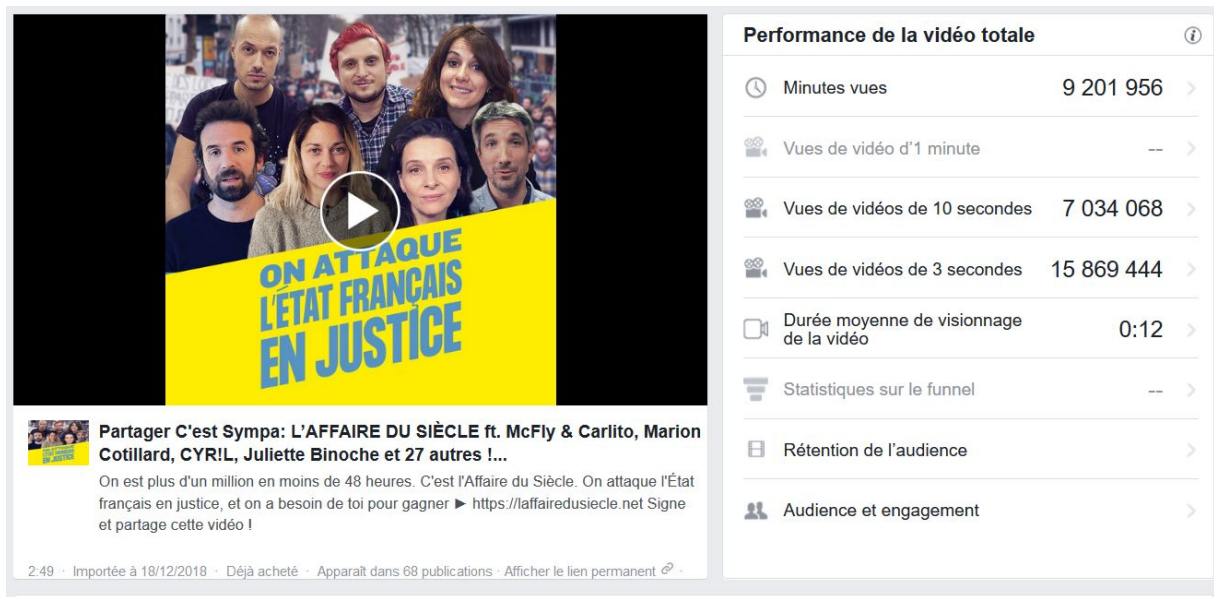 ON ATTAQUE
L'ÉTAT FRANÇAIS
EN JUSTICE
Partager C'est Sympa: L'AFFAIRE DU SIÈCLE ft. McFly & Carlito, Marion
Cotillard, CYR!L, Juliette Binoche et 27 autres !...
On est plus d'un million en moins de 48 heures. C'est l'Affaire du Siècle. On attaque l'État
français en justice, et on a besoin de toi pour gagner ► https://laffairedusiecle.net Signe
et partage cette vidéo !
2:49 · Importée à 18/12/2018 · Déjà acheté · Apparaît dans 68 publications · Afficher le lien permanent ·
Performance de la vidéo totale
Minutes vues 9 201 956
Vues de vidéo d'1 minute --
Vues de vidéos de 10 secondes 7 034 068
Vues de vidéos de 3 secondes 15 869 444
Durée moyenne de visionnage
de la vidéo 0:12
Statistiques sur le funnel --
Rétention de l'audience
Audience et engagement